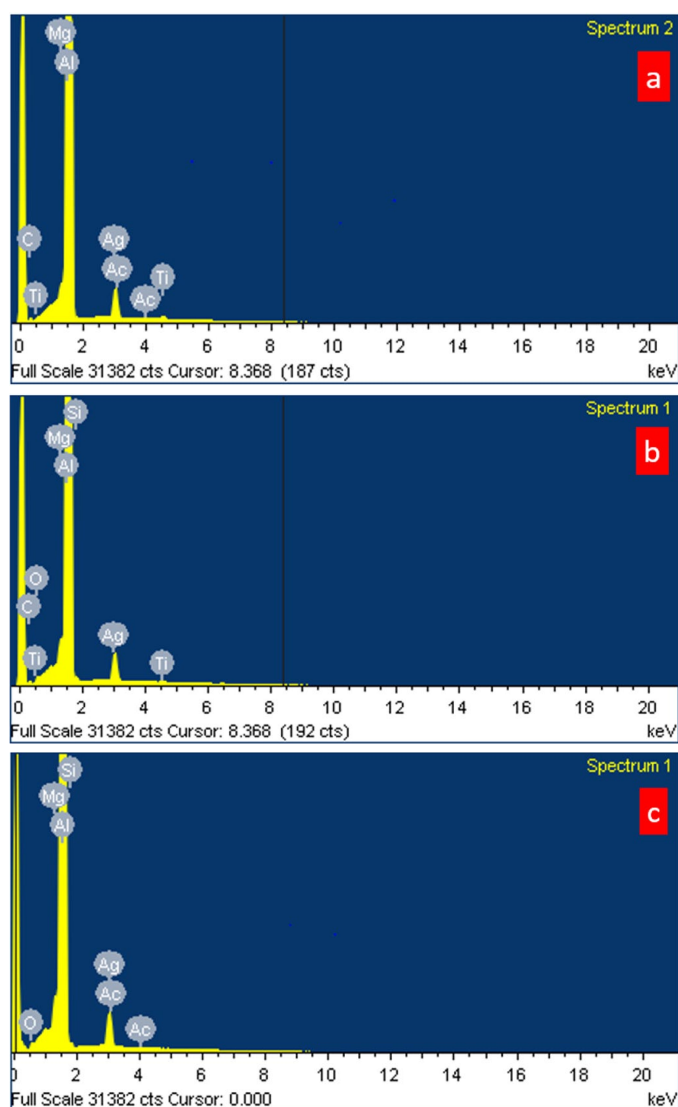 Spectrum 2
a
Mg
Al
C
Ag
Ti
Ac
Ti
Ac
0 2 4 6 8 10 12 14 16 18 20
Full Scale 31382 cts Cursor: 8.368 (187 cts) keV
Spectrum 1
b
Si
Mg
Al
O
C
Ag
Ti
Ti
0 2 4 6 8 10 12 14 16 18 20
Full Scale 31382 cts Cursor: 8.368 (192 cts) keV
Spectrum 1
c
Si
Mg
Al
Ag
Ac
O
Ac
0 2 4 6 8 10 12 14 16 18 20
Full Scale 31382 cts Cursor: 0.000 keV